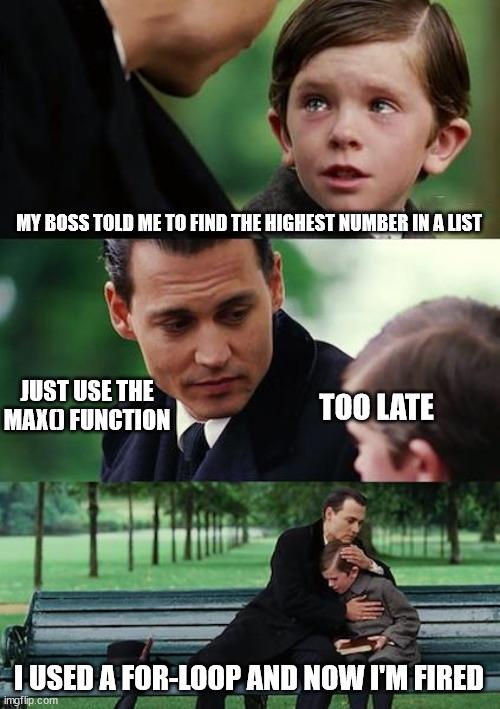 MY BOSS TOLD ME TO FIND THE HIGHEST NUMBER IN A LIST
JUST USE THE
MAX() FUNCTION
TOO LATE
I USED A FOR-LOOP AND NOW I'M FIRED
imgflip.com